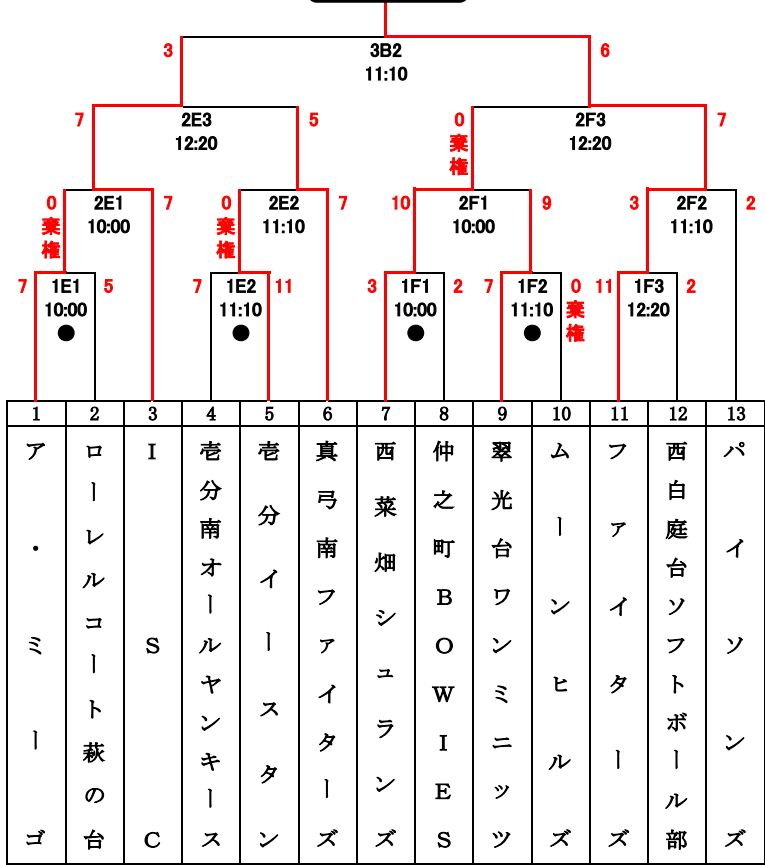 3 3B2 6
11:10
7 2E3 5 0 2F3 7
12:20 棄権 12:20
0 2E1 7 0 2E2 7 10 2F1 9 3 2F2 2
棄権 10:00 棄権 11:10 10:00 11:10
7 1E1 5 7 1E2 11 3 1F1 2 7 1F2 0 11 1F3 2
10:00 11:10 10:00 11:10 棄権 12:20
● ● ● ●
1 2 3 4 5 6 7 8 9 10 11 12 13
ア・ミーゴ
ローレルコート萩の台
ISC
壱分南オールヤンキース
壱分イースタン
真弓南ファイターズ
西菜畑シュランズ
仲之町BOWIES
翠光台ワンミニッツ
ムーンヒルズ
ファイターズ
西白庭台ソフトボール部
パイソンズ